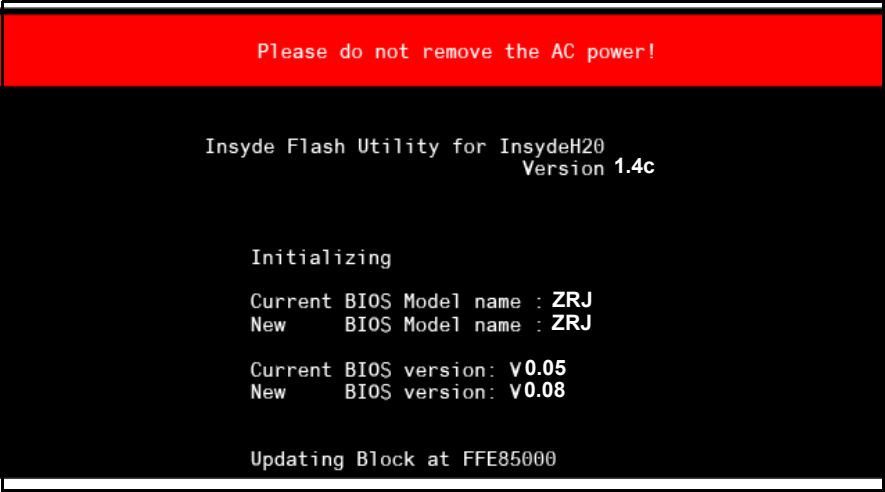 Please do not remove the AC power!
Insyde Flash Utility for InsydeH20
Version 1.4c
Initializing
Current BIOS Model name : ZRJ
New BIOS Model name : ZRJ
Current BIOS version: V0.05
New BIOS version: V0.08
Updating Block at FFE85000